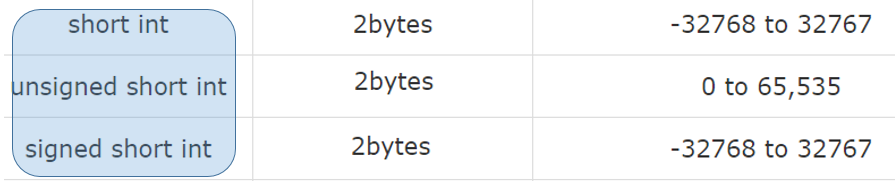 short int 2bytes -32768 to 32767
unsigned short int 2bytes 0 to 65,535
signed short int 2bytes -32768 to 32767